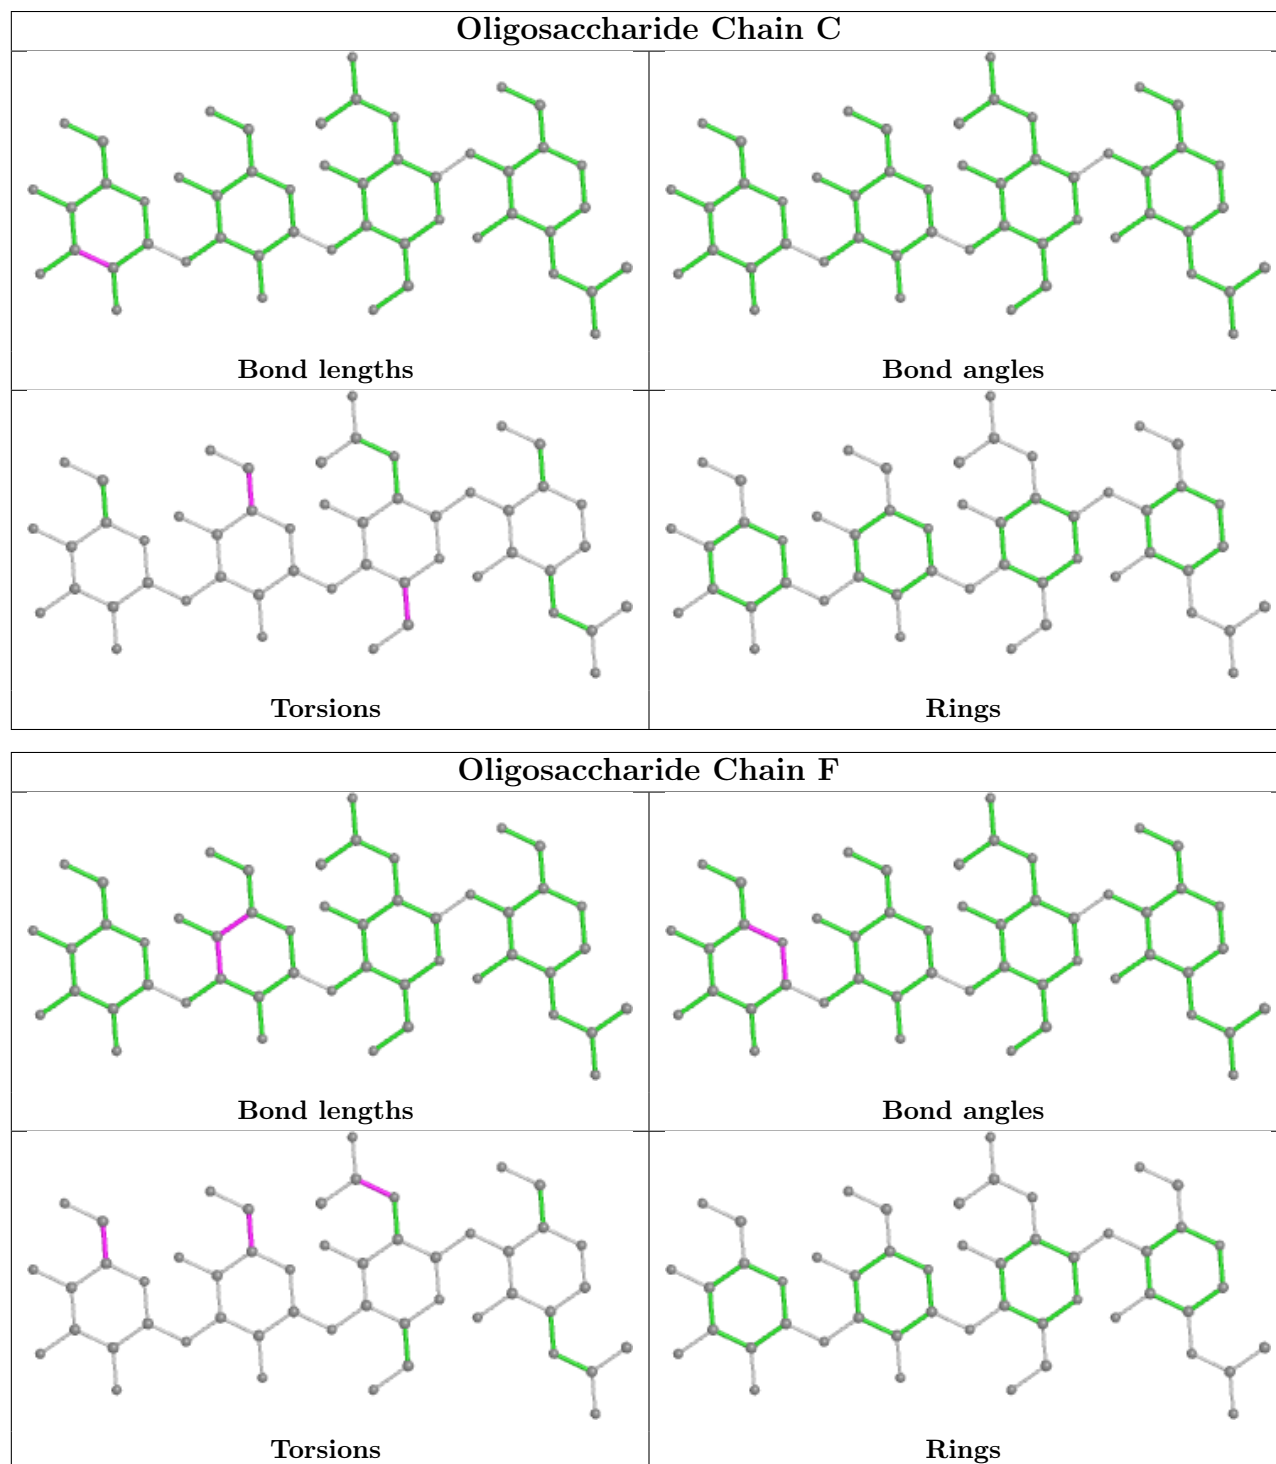 Oligosaccharide Chain C
Bond lengths
Bond angles
Torsions
Rings
Oligosaccharide Chain F
Bond lengths
Bond angles
Torsions
Rings